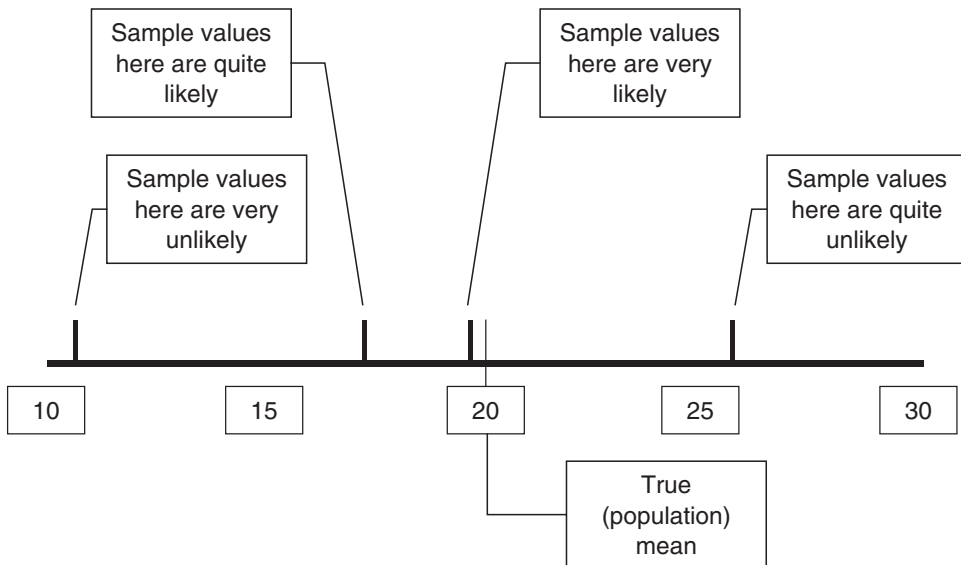 Sample values
here are quite
likely
Sample values
here are very
likely
Sample values
here are very
unlikely
Sample values
here are quite
unlikely
10
15
20
25
30
True
(population)
mean